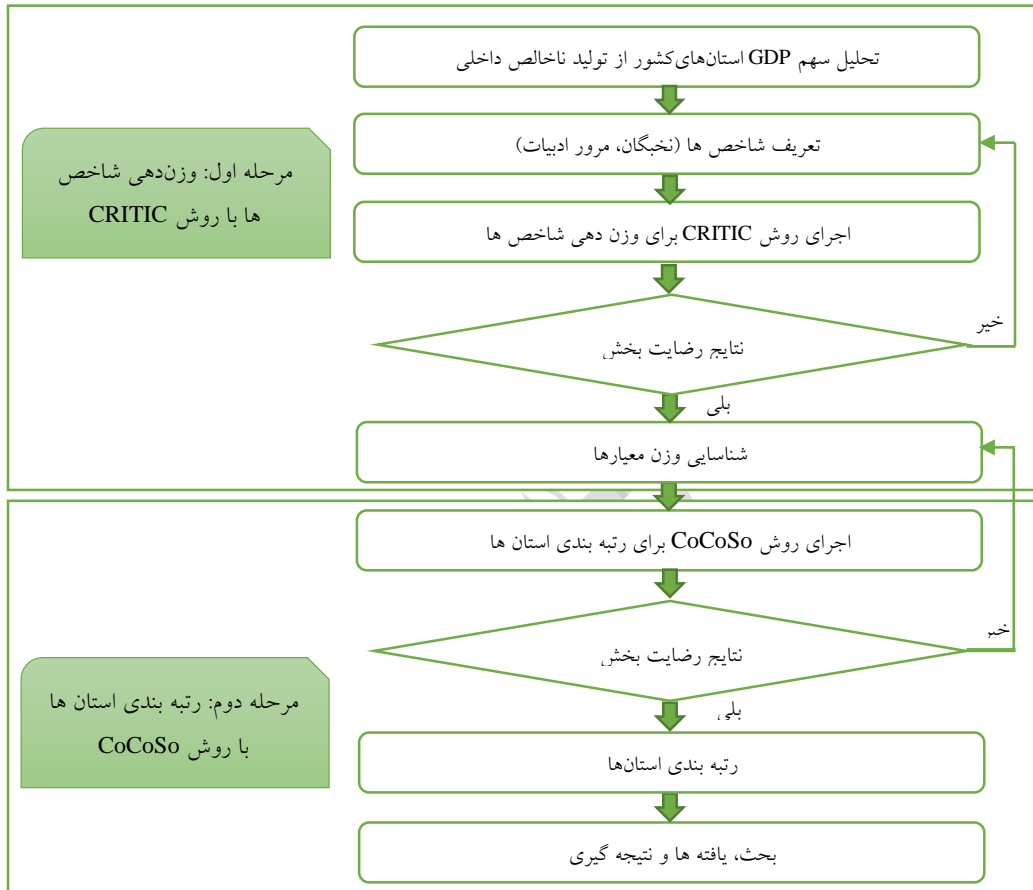 تحلیل سهم GDP استان‌های‌کشور از تولید ناخالص داخلی
تعریف شاخص ها (نخبگان، مرور ادبیات)
مرحله اول: وزن‌دهی شاخص
ها با روش CRITIC
اجرای روش CRITIC برای وزن دهی شاخص ها
خیر
نتایج رضایت بخش
بلی
شناسایی وزن معیارها
اجرای روش CoCoSo برای رتبه بندی استان ها
خیر
نتایج رضایت بخش
مرحله دوم: رتبه بندی استان ها
با روش CoCoSo
بلی
رتبه بندی استان‌ها
بحث، یافته ها و نتیجه گیری